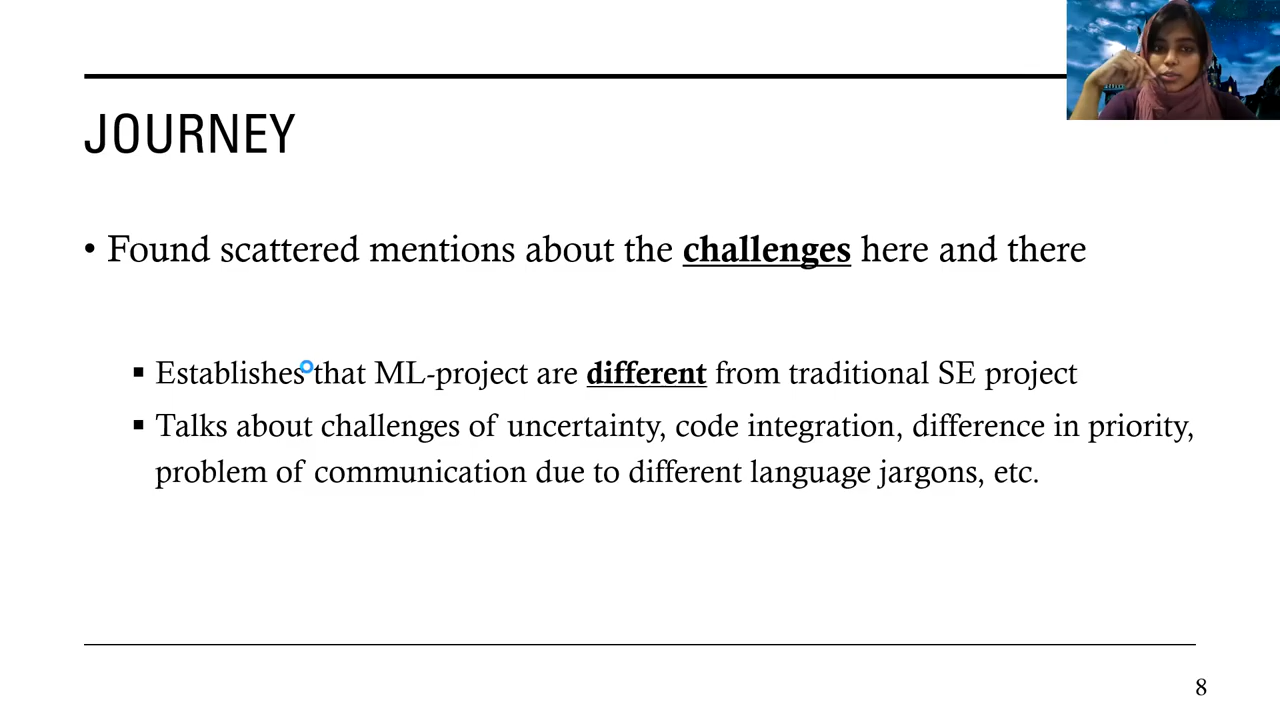 JOURNEY
• Found scattered mentions about the challenges here and there
▪ Establishes that ML-project are different from traditional SE project
▪ Talks about challenges of uncertainty, code integration, difference in priority,
problem of communication due to different language jargons, etc.
8